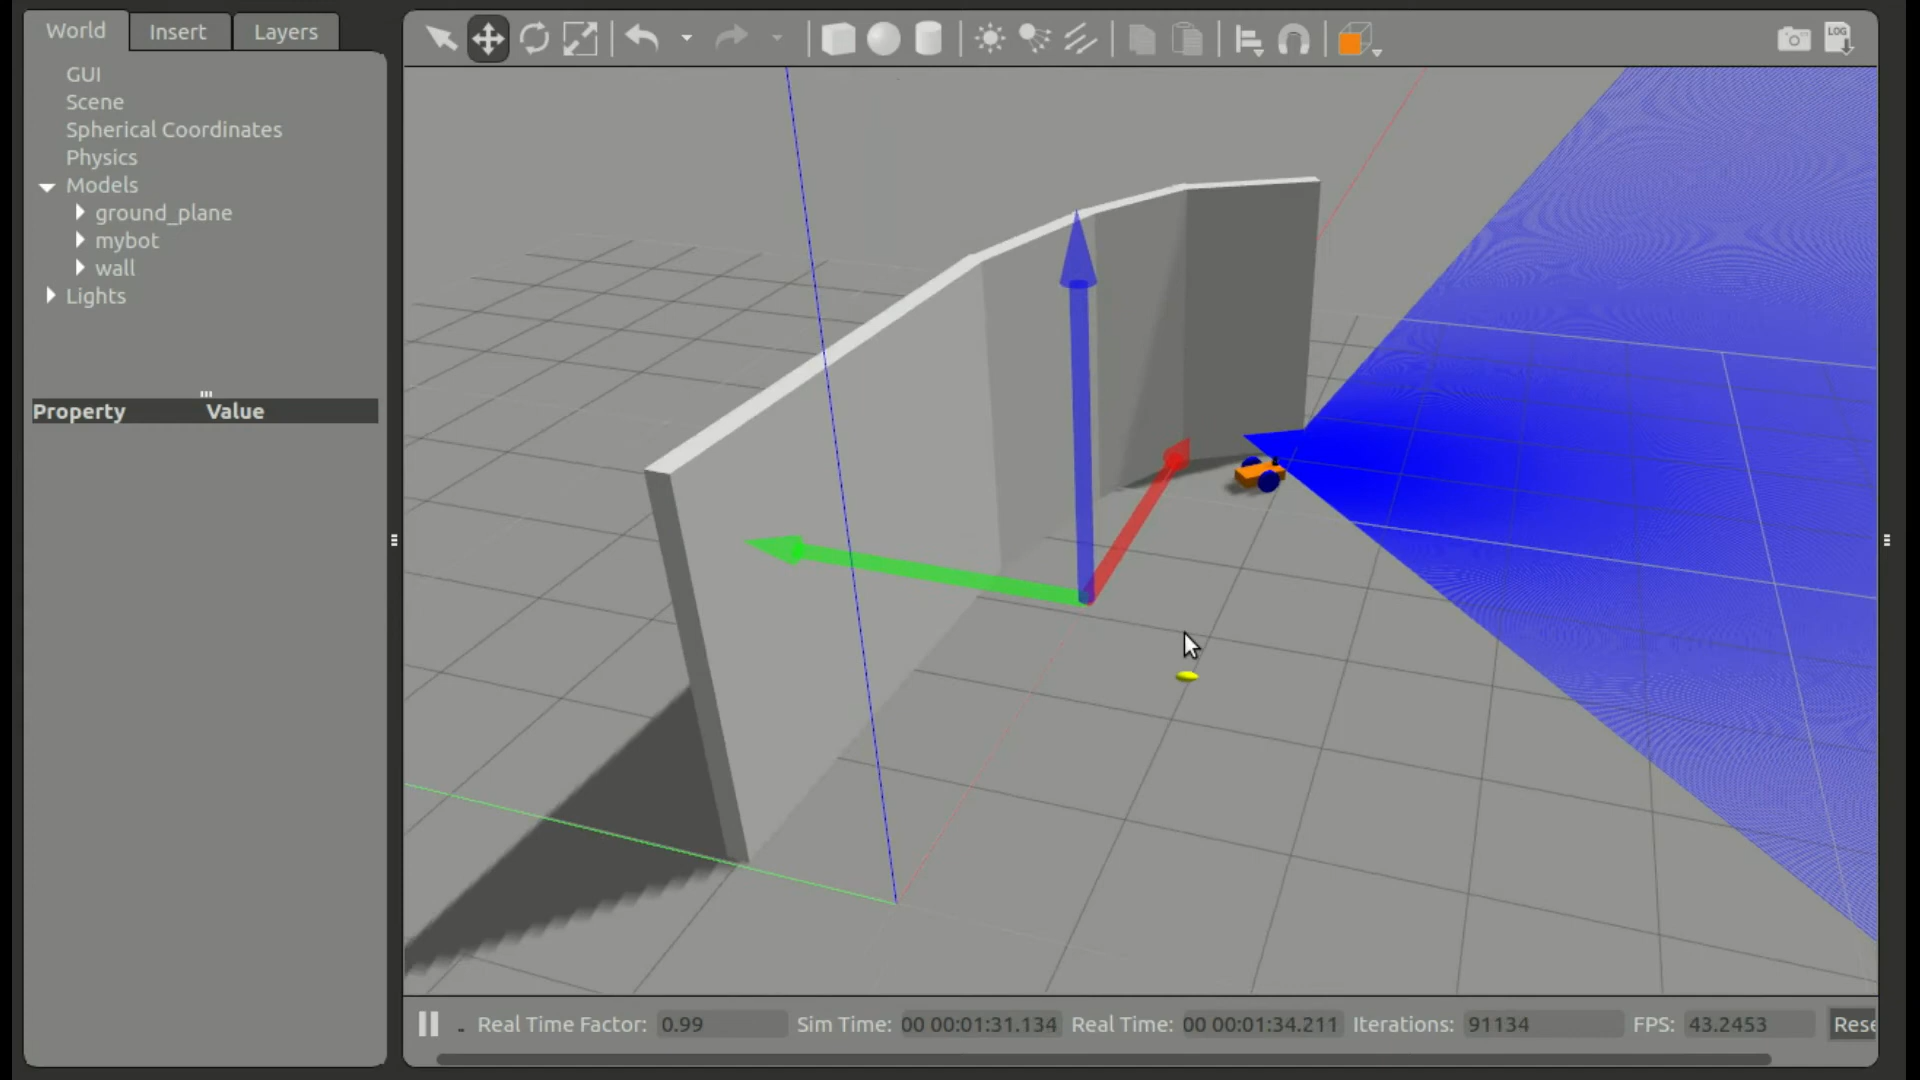 World Insert Layers
LOG
GUI
Scene
Spherical Coordinates
Physics
Models
ground_plane
mybot
wall
Lights
Property Value
Real Time Factor: 0.99 Sim Time: 00 00:01:31.134 Real Time: 00 00:01:34.211 Iterations: 91134 FPS: 43.2453 Rese